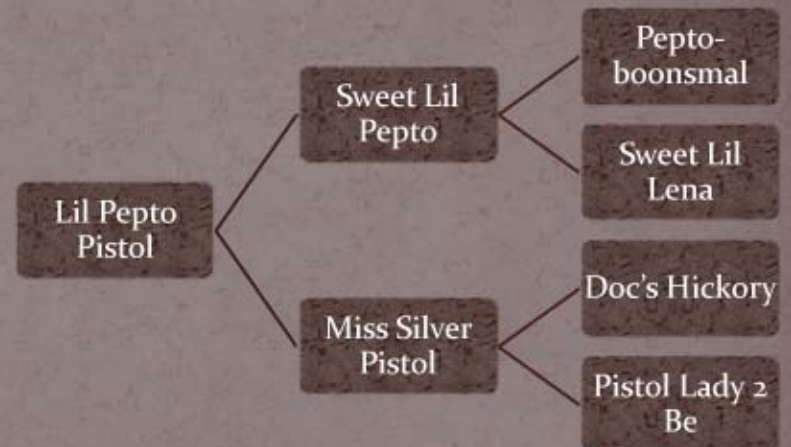 Pepto-
boonsmal
Sweet Lil
Pepto
Sweet Lil
Lena
Lil Pepto
Pistol
Doc's Hickory
Miss Silver
Pistol
Pistol Lady 2
Be